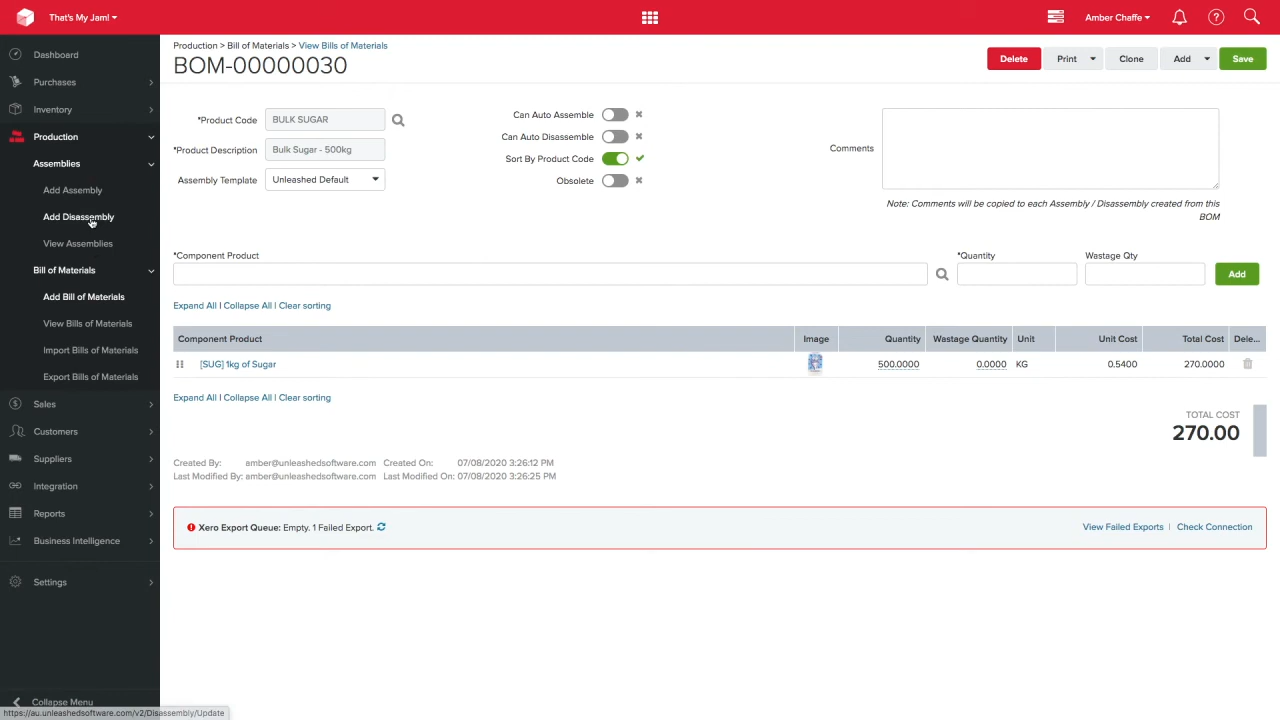 That's My Jam!
Amber Chaffe
Dashboard
Purchases
Inventory
Production
Assemblies
Add Assembly
Add Disassembly
View Assemblies
Bill of Materials
Add Bill of Materials
View Bills of Materials
Import Bills of Materials
Export Bills of Materials
Sales
Customers
Suppliers
Integration
Reports
Business Intelligence
Settings
Collapse Menu
https://au.unleashedsoftware.com/v2/Disassembly/Update
Production > Bill of Materials > View Bills of Materials
BOM-00000030
Delete Print Clone Add Save
*Product Code BULK SUGAR
*Product Description Bulk Sugar - 500kg
Assembly Template Unleashed Default
Can Auto Assemble
Can Auto Disassemble
Sort By Product Code
Obsolete
Comments
Note: Comments will be copied to each Assembly / Disassembly created from this
BOM
*Component Product *Quantity Wastage Qty
Add
Expand All | Collapse All | Clear sorting
Component Product Image Quantity Wastage Quantity Unit Unit Cost Total Cost Dele...
[SUG] 1kg of Sugar 500.0000 0.0000 KG 0.5400 270.0000
Expand All | Collapse All | Clear sorting
TOTAL COST
270.00
Created By: amber@unleashedsoftware.com Created On: 07/08/2020 3:26:12 PM
Last Modified By: amber@unleashedsoftware.com Last Modified On: 07/08/2020 3:26:25 PM
Xero Export Queue: Empty. 1 Failed Export. View Failed Exports | Check Connection